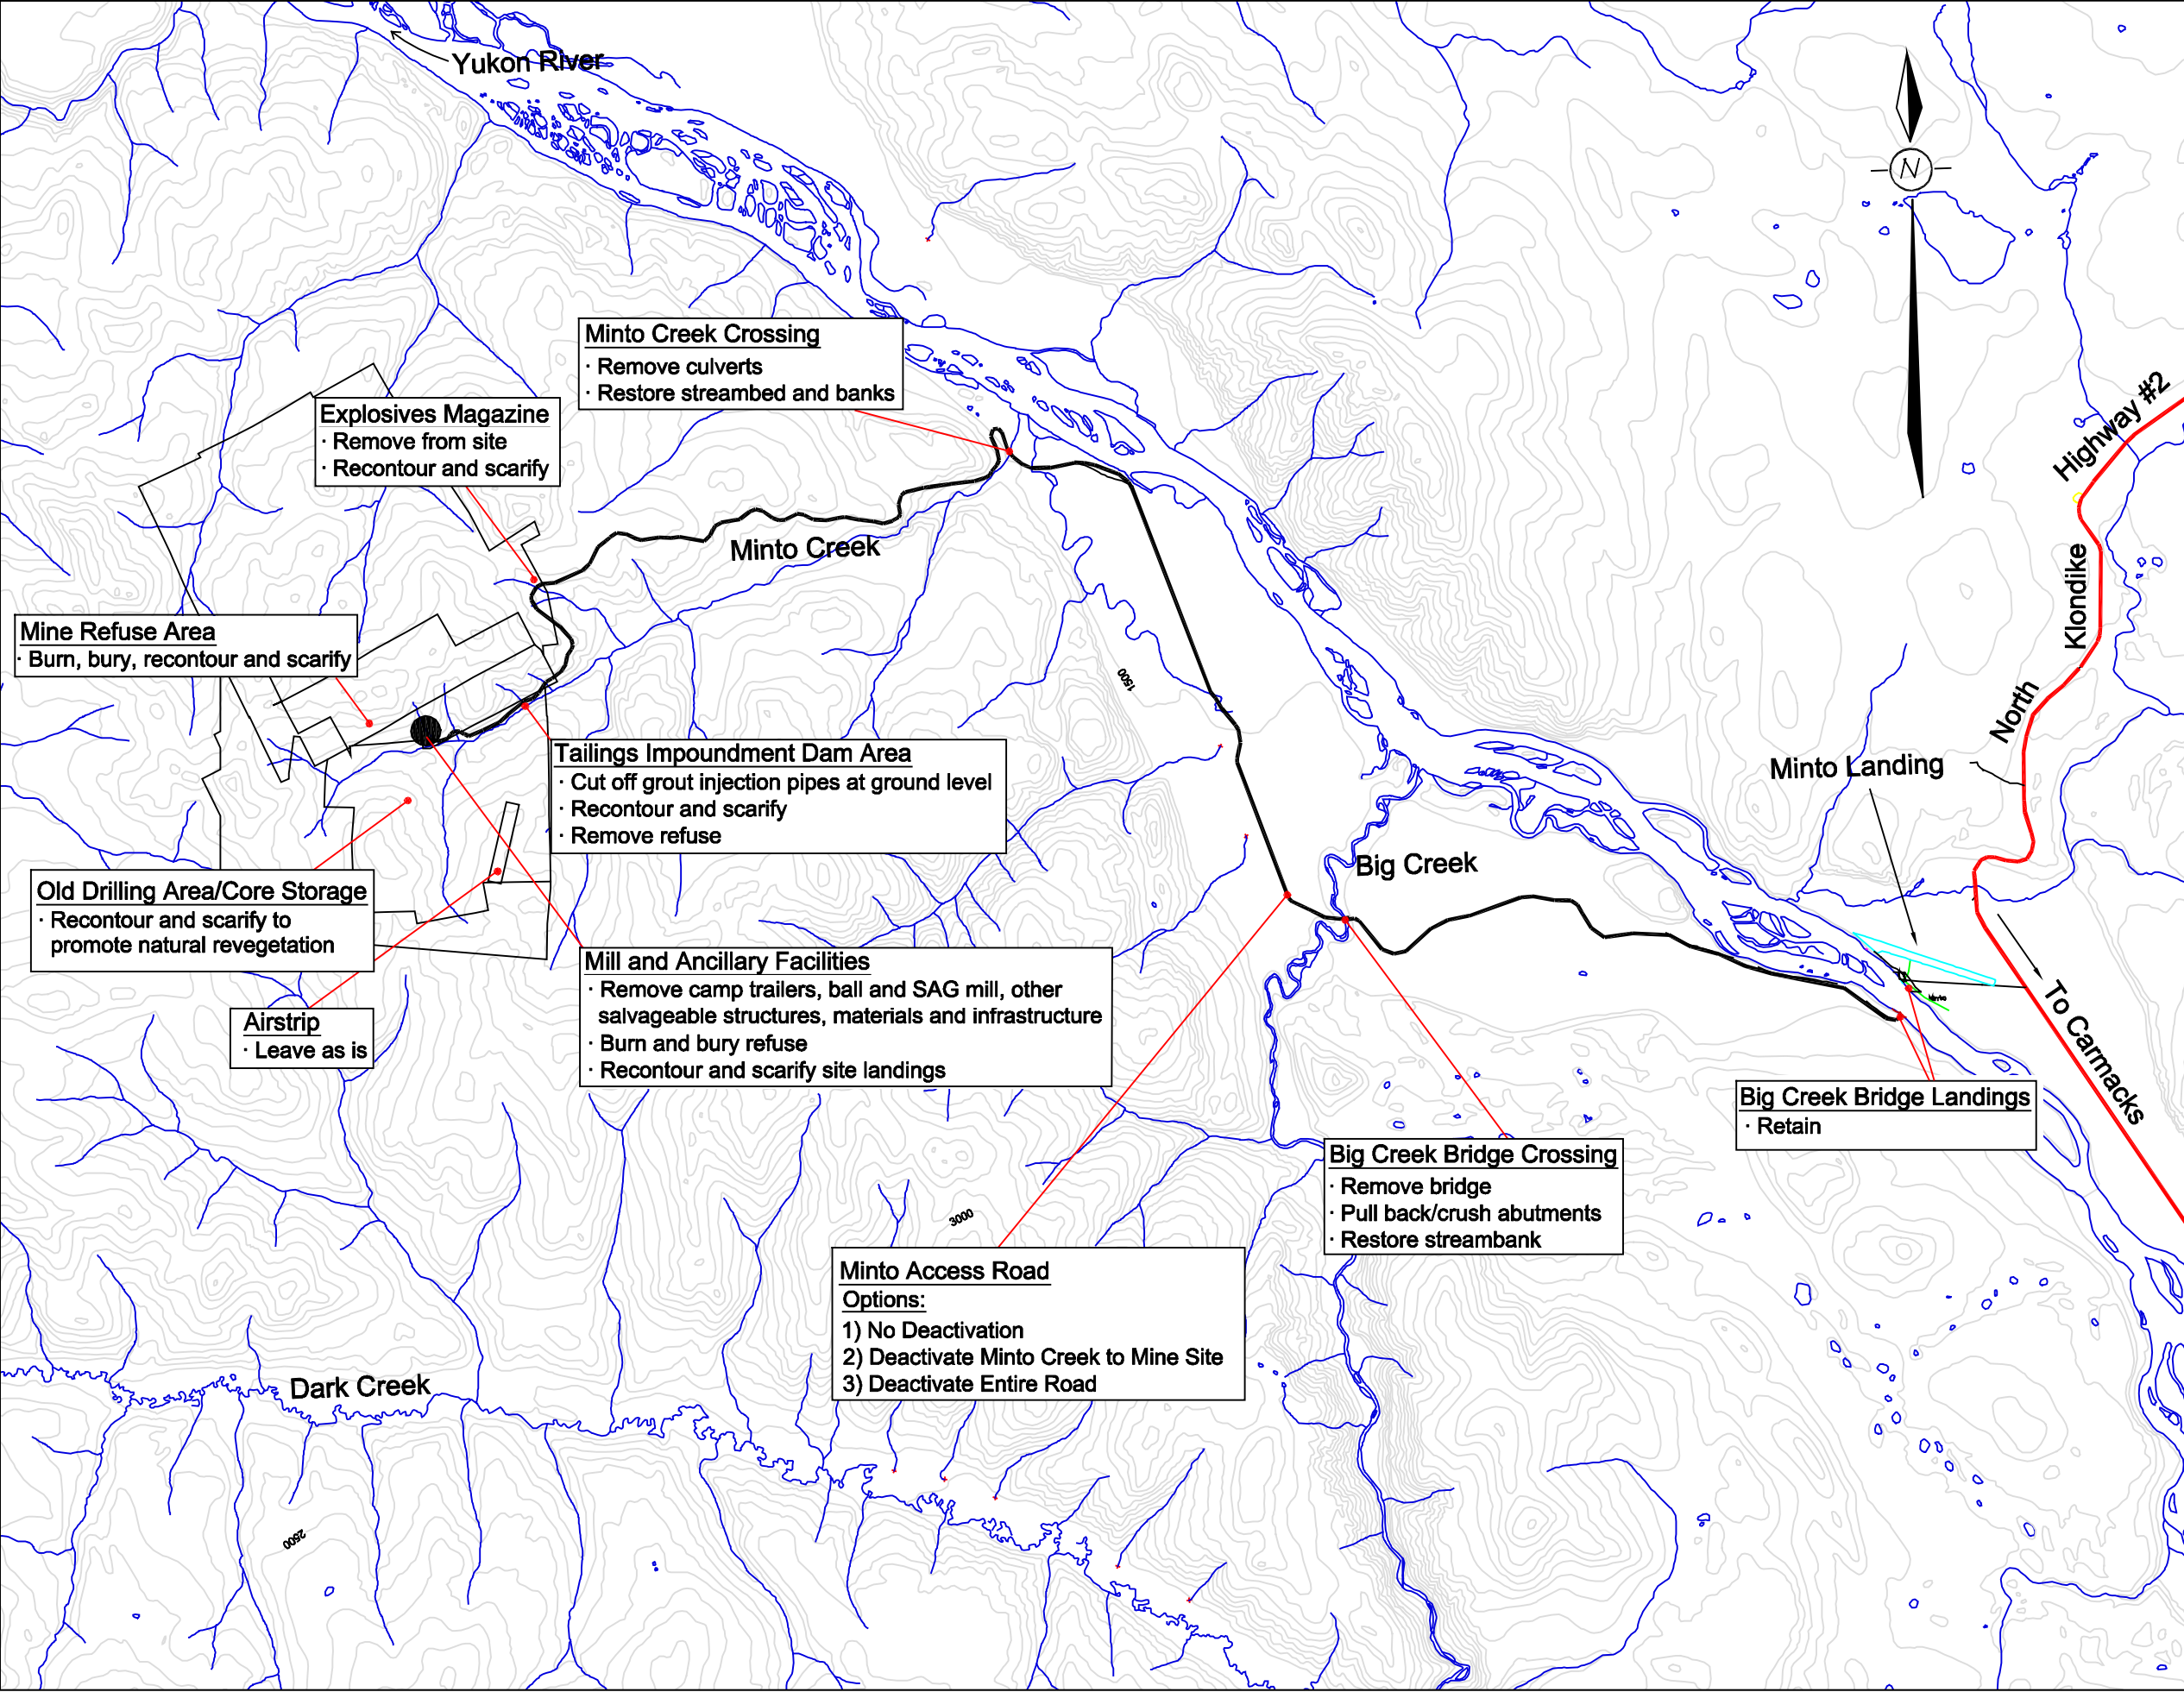 Yukon River
N
Minto Creek Crossing
· Remove culverts
· Restore streambed and banks
Explosives Magazine
· Remove from site
· Recontour and scarify
Highway #2
Klondike
North
Minto Creek
Mine Refuse Area
· Burn, bury, recontour and scarify
1500
Tailings Impoundment Dam Area
· Cut off grout injection pipes at ground level
· Recontour and scarify
· Remove refuse
Minto Landing
Big Creek
Old Drilling Area/Core Storage
· Recontour and scarify to
promote natural revegetation
Mill and Ancillary Facilities
· Remove camp trailers, ball and SAG mill, other
salvageable structures, materials and infrastructure
· Burn and bury refuse
· Recontour and scarify site landings
Minto
To Carmacks
Airstrip
· Leave as is
Big Creek Bridge Landings
· Retain
Big Creek Bridge Crossing
· Remove bridge
· Pull back/crush abutments
· Restore streambank
3000
Minto Access Road
Options:
1) No Deactivation
2) Deactivate Minto Creek to Mine Site
3) Deactivate Entire Road
Dark Creek
2500